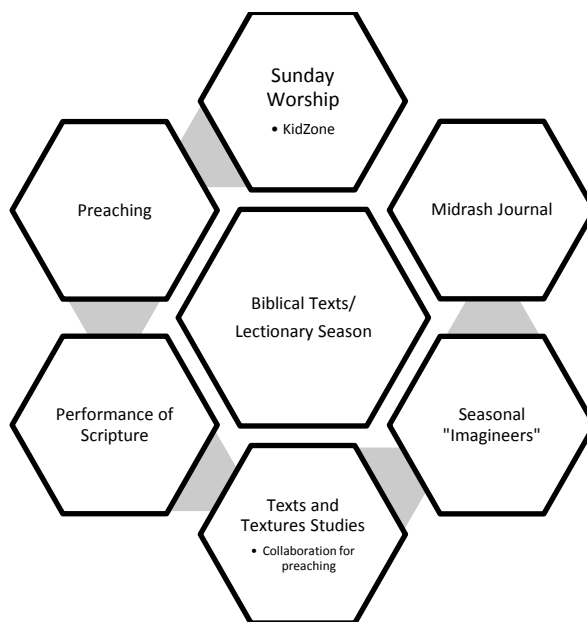 Sunday
Worship
• KidZone
Preaching
Midrash Journal
Biblical Texts/
Lectionary Season
Performance of
Scripture
Seasonal
"Imagineers"
Texts and
Textures Studies
• Collaboration for
preaching